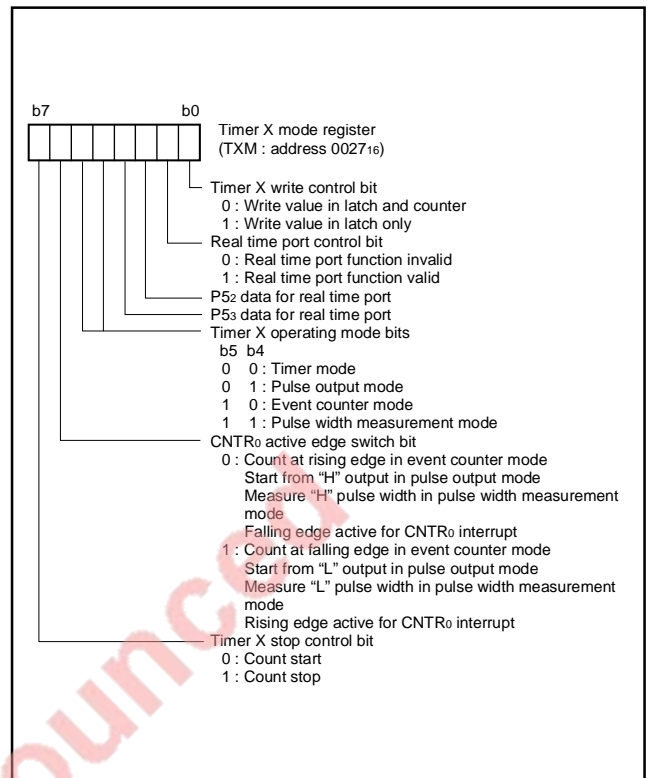 b7 b0
Timer X mode register
(TXM : address 002716)
Timer X write control bit
0 : Write value in latch and counter
1 : Write value in latch only
Real time port control bit
0 : Real time port function invalid
1 : Real time port function valid
P52 data for real time port
P53 data for real time port
Timer X operating mode bits
b5 b4
0 0 : Timer mode
0 1 : Pulse output mode
1 0 : Event counter mode
1 1 : Pulse width measurement mode
CNTR0 active edge switch bit
0 : Count at rising edge in event counter mode
Start from “H” output in pulse output mode
Measure “H” pulse width in pulse width measurement
mode
Falling edge active for CNTR0 interrupt
1 : Count at falling edge in event counter mode
Start from “L” output in pulse output mode
Measure “L” pulse width in pulse width measurement
mode
Rising edge active for CNTR0 interrupt
Timer X stop control bit
0 : Count start
1 : Count stop
ounced